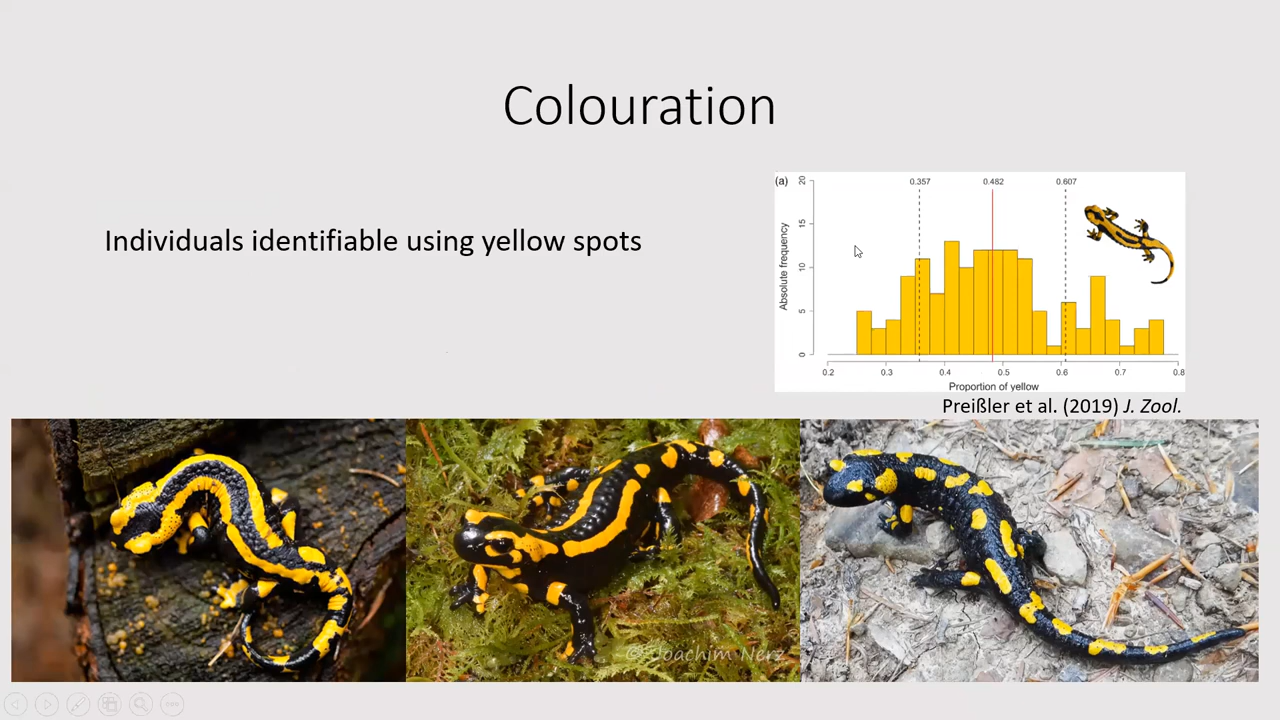 Colouration
Individuals identifiable using yellow spots
(a)
0.357 0.482 0.607
Absolute frequency
20
15
10
5
0
0.2 0.3 0.4 0.5 0.6 0.7 0.8
Proportion of yellow
Preißler et al. (2019) J. Zool.
© Joachim Nerz